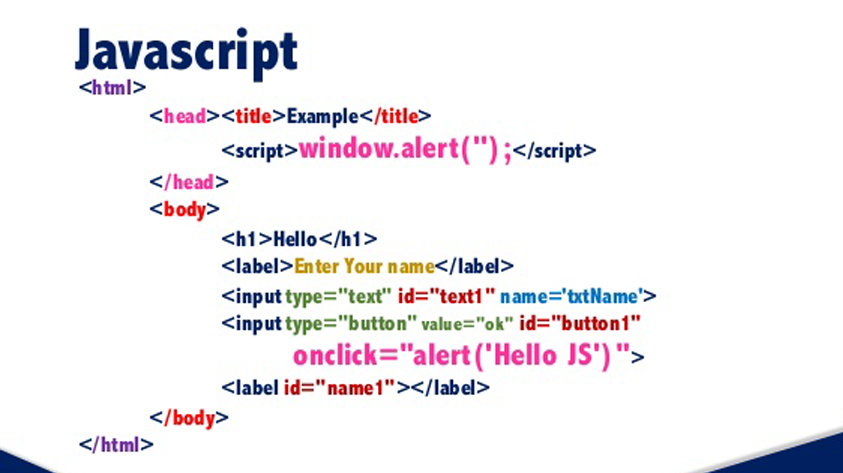 Javascript
<html>
<head><title>Example</title>
<script>window.alert('') ;</script>
</head>
<body>
<h1>Hello</h1>
<label>Enter Your name</label>
<input type="text" id="text1" name='txtName'>
<input type="button" value="ok" id="button1"
onclick="alert('Hello JS') ">
<label id="name1"></label>
</body>
</html>